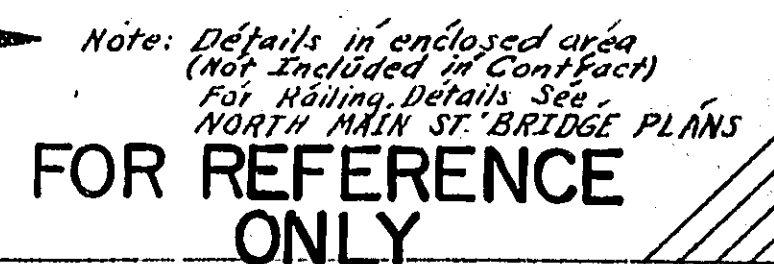 Note: Details in enclosed area
(Not Included in Contract)
For Railing Details See
NORTH MAIN ST. BRIDGE PLANS
FOR REFERENCE
ONLY